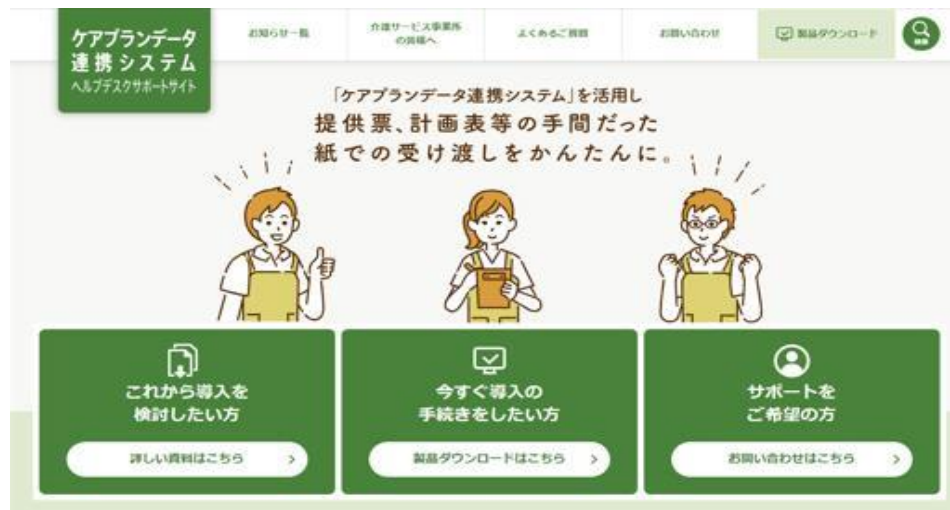 ケアプランデータ
連携システム
ヘルプデスクサポートサイト
お知らせ一覧
介護サービス事業所
の皆様へ
よくあるご質問
お問い合わせ
製品ダウンロード
検索
「ケアプランデータ連携システム」を活用し
提供票、計画表等の手間だった
紙での受け渡しをかんたんに。
これから導入を
検討したい方
詳しい資料はこちら
今すぐ導入の
手続きをしたい方
製品ダウンロードはこちら
サポートを
ご希望の方
お問い合わせはこちら